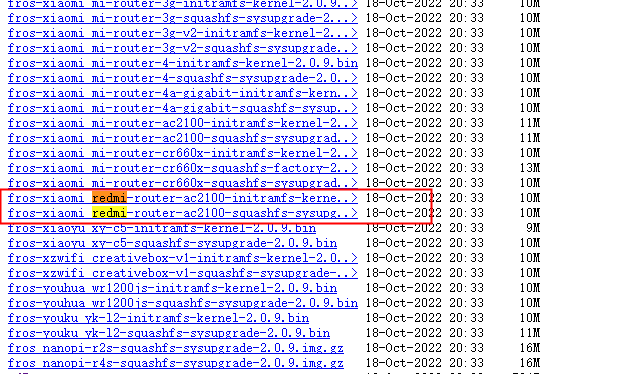 fros-xiaomi_mi-router-3g-initramfs-kernel-2.0.9..> 18-Oct-2022 20:33 10M
fros-xiaomi_mi-router-3g-squashfs-sysupgrade-2...> 18-Oct-2022 20:33 10M
fros-xiaomi_mi-router-3g-v2-initramfs-kernel-2...> 18-Oct-2022 20:33 10M
fros-xiaomi_mi-router-3g-v2-squashfs-sysupgrade..> 18-Oct-2022 20:33 10M
fros-xiaomi_mi-router-4-initramfs-kernel-2.0.9.bin 18-Oct-2022 20:33 10M
fros-xiaomi_mi-router-4-squashfs-sysupgrade-2.0..> 18-Oct-2022 20:33 10M
fros-xiaomi_mi-router-4a-gigabit-initramfs-kern..> 18-Oct-2022 20:33 10M
fros-xiaomi_mi-router-4a-gigabit-squashfs-sysup..> 18-Oct-2022 20:33 10M
fros-xiaomi_mi-router-ac2100-initramfs-kernel-2..> 18-Oct-2022 20:33 11M
fros-xiaomi_mi-router-ac2100-squashfs-sysupgrad..> 18-Oct-2022 20:33 11M
fros-xiaomi_mi-router-cr660x-initramfs-kernel-2..> 18-Oct-2022 20:33 10M
fros-xiaomi_mi-router-cr660x-squashfs-factory-2..> 18-Oct-2022 20:33 13M
fros-xiaomi_mi-router-cr660x-squashfs-sysupgrad..> 18-Oct-2022 20:33 10M
fros-xiaomi_redmi-router-ac2100-initramfs-kerne..> 18-Oct-2022 20:33 10M
fros-xiaomi_redmi-router-ac2100-squashfs-sysupg..> 18-Oct-2022 20:33 10M
fros-xiaoyu_xy-c5-initramfs-kernel-2.0.9.bin 18-Oct-2022 20:33 9M
fros-xiaoyu_xy-c5-squashfs-sysupgrade-2.0.9.bin 18-Oct-2022 20:33 10M
fros-xzwifi_creativebox-v1-initramfs-kernel-2.0..> 18-Oct-2022 20:33 10M
fros-xzwifi_creativebox-v1-squashfs-sysupgrade-..> 18-Oct-2022 20:33 10M
fros-youhua_wr1200js-initramfs-kernel-2.0.9.bin 18-Oct-2022 20:33 10M
fros-youhua_wr1200js-squashfs-sysupgrade-2.0.9.bin 18-Oct-2022 20:33 10M
fros-youku_yk-l2-initramfs-kernel-2.0.9.bin 18-Oct-2022 20:33 10M
fros-youku_yk-l2-squashfs-sysupgrade-2.0.9.bin 18-Oct-2022 20:33 11M
fros_nanopi-r2s-squashfs-sysupgrade-2.0.9.img.gz 18-Oct-2022 20:33 16M
fros_nanopi-r4s-squashfs-sysupgrade-2.0.9.img.gz 18-Oct-2022 20:33 16M